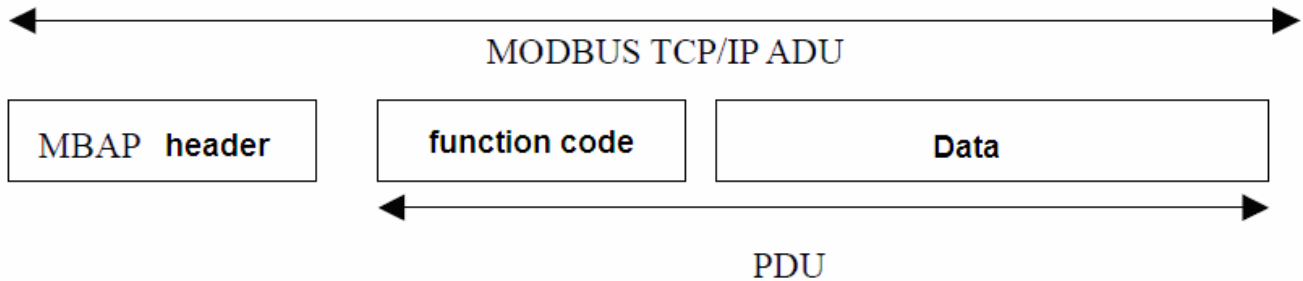 MODBUS TCP/IP ADU
MBAP header
function code
Data
PDU